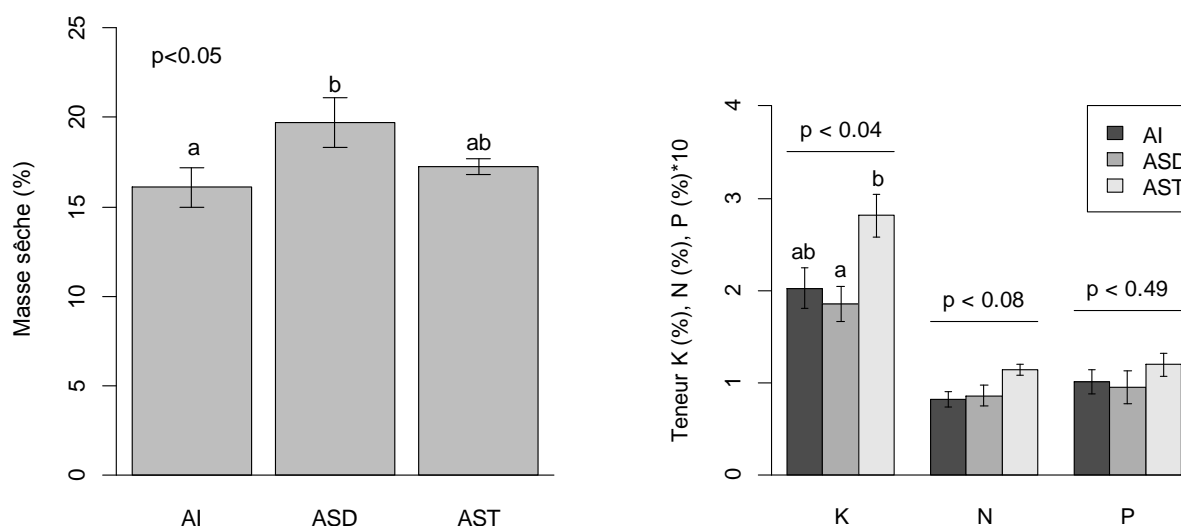 25
20
15
10
5
0
Masse sêche (%)
p<0.05
a
b
ab
AI
ASD
AST
4
3
2
1
0
Teneur K (%), N (%), P (%)*10
p < 0.04
ab
a
b
p < 0.08
p < 0.49
K
N
P
AI
ASD
AST